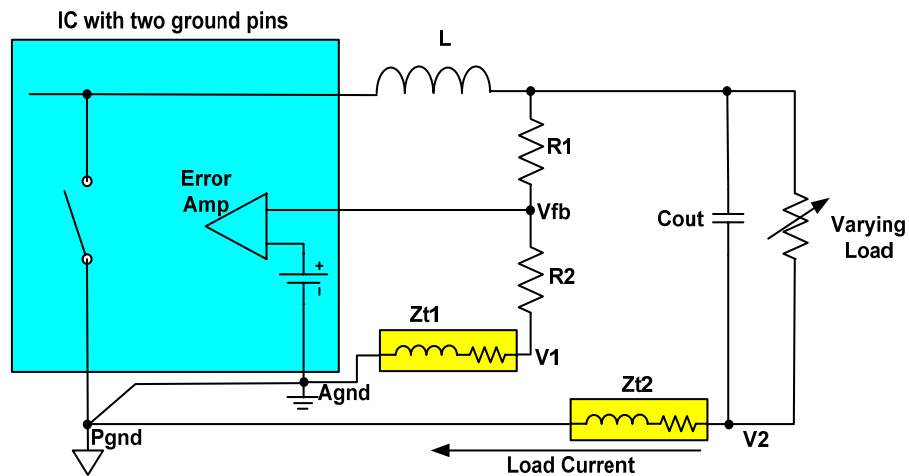 IC with two ground pins
L
R1
Error
Amp
Vfb
Cout
Varying
Load
+
-
R2
Zt1
V1
Agnd
Zt2
Pgnd
V2
Load Current